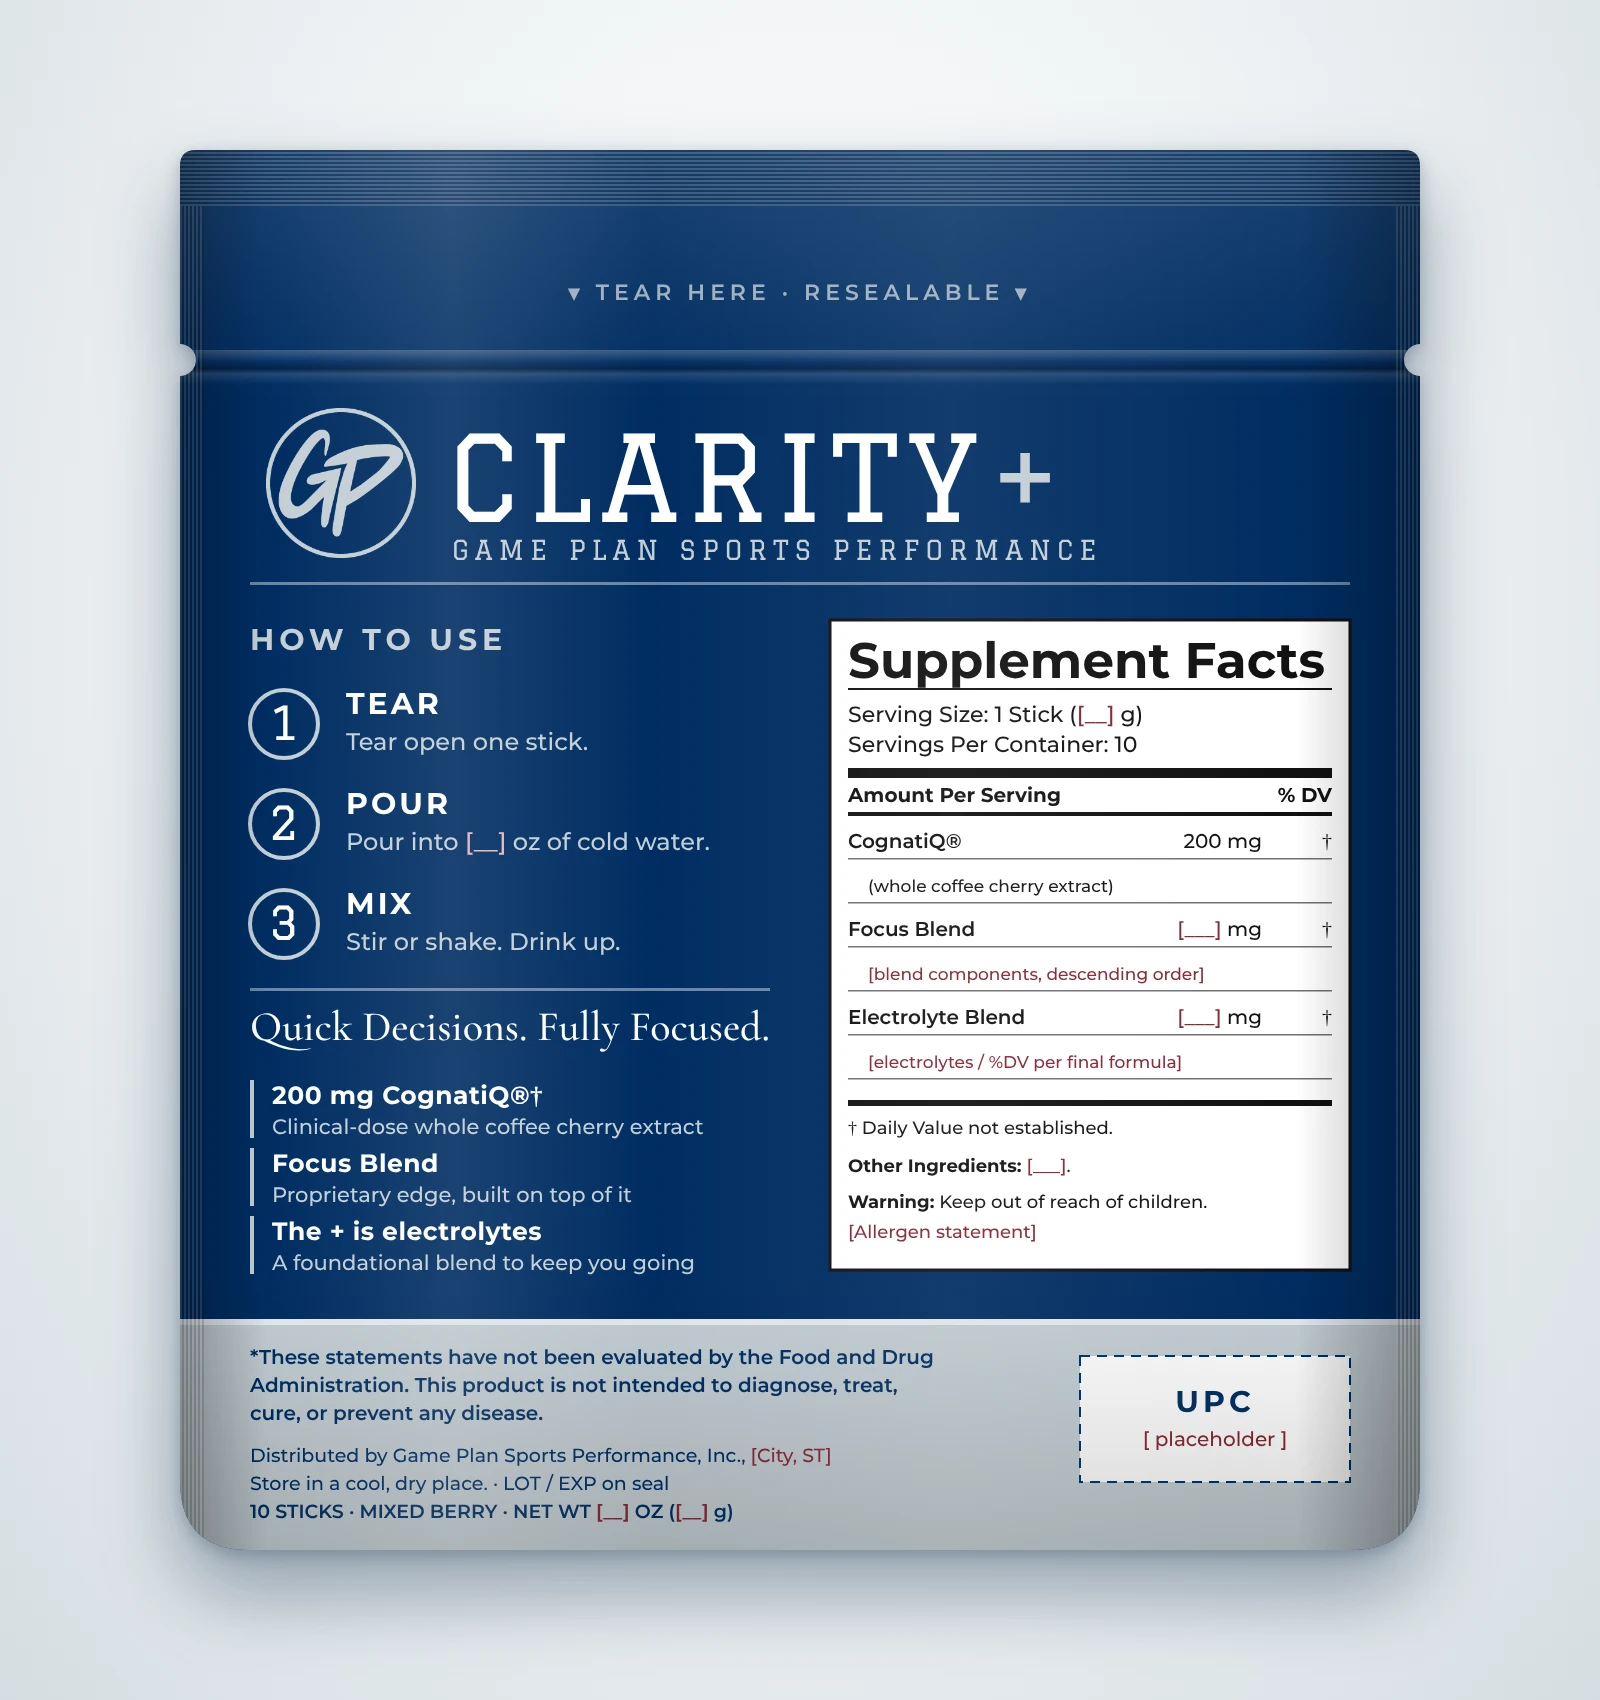 ▼ TEAR HERE · RESEALABLE ▼
GP
CLARITY+
GAME PLAN SPORTS PERFORMANCE
HOW TO USE
1
TEAR
Tear open one stick.
2
POUR
Pour into [__] oz of cold water.
3
MIX
Stir or shake. Drink up.
Quick Decisions. Fully Focused.
200 mg CognatiQ®†
Clinical-dose whole coffee cherry extract
Focus Blend
Proprietary edge, built on top of it
The + is electrolytes
A foundational blend to keep you going
Supplement Facts
Serving Size: 1 Stick ([__] g)
Servings Per Container: 10
Amount Per Serving % DV
CognatiQ® 200 mg †
(whole coffee cherry extract)
Focus Blend [___] mg †
[blend components, descending order]
Electrolyte Blend [___] mg †
[electrolytes / %DV per final formula]
† Daily Value not established.
Other Ingredients: [___].
Warning: Keep out of reach of children.
[Allergen statement]
*These statements have not been evaluated by the Food and Drug
Administration. This product is not intended to diagnose, treat,
cure, or prevent any disease.
Distributed by Game Plan Sports Performance, Inc., [City, ST]
Store in a cool, dry place. · LOT / EXP on seal
10 STICKS · MIXED BERRY · NET WT [__] OZ ([__] g)
UPC
[ placeholder ]